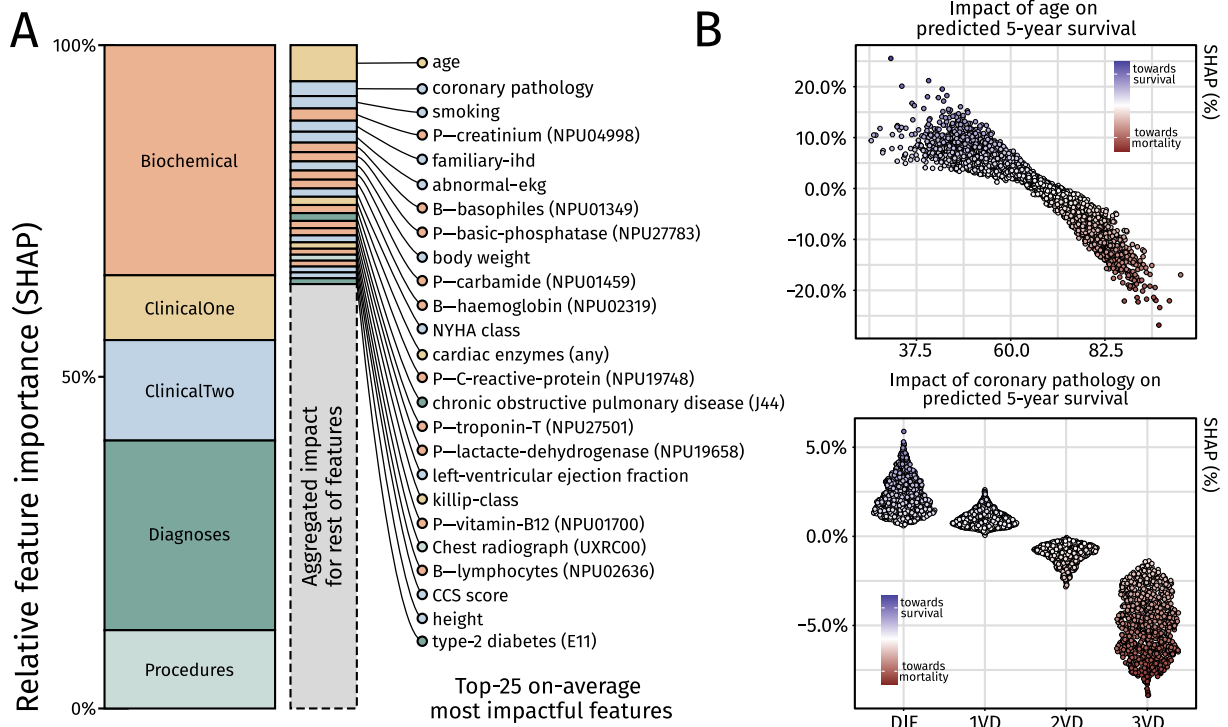 A
Relative feature importance (SHAP)
100%
50%
0%
Biochemical
ClinicalOne
ClinicalTwo
Diagnoses
Procedures
Aggregated impact
for rest of features
age
coronary pathology
smoking
P—creatinium (NPU04998)
familiary-ihd
abnormal-ekg
B—basophiles (NPU01349)
P—basic-phosphatase (NPU27783)
body weight
P—carbamide (NPU01459)
B—haemoglobin (NPU02319)
NYHA class
cardiac enzymes (any)
P—C-reactive-protein (NPU19748)
chronic obstructive pulmonary disease (J44)
P—troponin-T (NPU27501)
P—lactate-dehydrogenase (NPU19658)
left-ventricular ejection fraction
killip-class
P—vitamin-B12 (NPU01700)
Chest radiograph (UXRC00)
B—lymphocytes (NPU02636)
CCS score
height
type-2 diabetes (E11)
Top-25 on-average
most impactful features
B
Impact of age on
predicted 5-year survival
SHAP (%)
20.0%
10.0%
0.0%
−10.0%
−20.0%
towards
survival
towards
mortality
37.5 60.0 82.5
Impact of coronary pathology on
predicted 5-year survival
SHAP (%)
5.0%
0.0%
−5.0%
towards
survival
towards
mortality
DIF 1VD 2VD 3VD